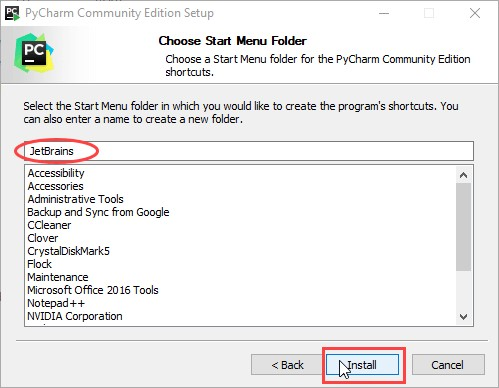 PyCharm Community Edition Setup
PC
Choose Start Menu Folder
Choose a Start Menu folder for the PyCharm Community Edition
shortcuts.
Select the Start Menu folder in which you would like to create the program's shortcuts. You
can also enter a name to create a new folder.
JetBrains
Accessibility
Accessories
Administrative Tools
Backup and Sync from Google
CCleaner
Clover
CrystalDiskMark5
Flock
Maintenance
Microsoft Office 2016 Tools
Notepad++
NVIDIA Corporation
< Back Install Cancel